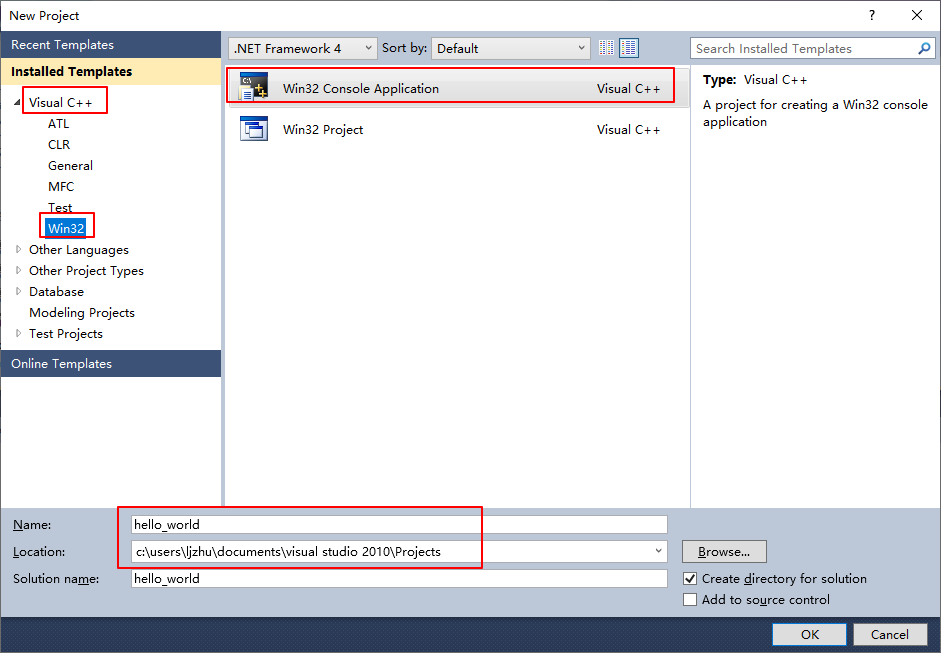 New Project
?
Recent Templates
Installed Templates
Visual C++
ATL
CLR
General
MFC
Test
Win32
Other Languages
Other Project Types
Database
Modeling Projects
Test Projects
Online Templates
.NET Framework 4
Sort by: Default
Search Installed Templates
C:\
Win32 Console Application Visual C++
Win32 Project Visual C++
Type: Visual C++
A project for creating a Win32 console
application
Name: hello_world
Location: c:\users\ljzhu\documents\visual studio 2010\Projects
Browse...
Solution name: hello_world
Create directory for solution
Add to source control
OK
Cancel